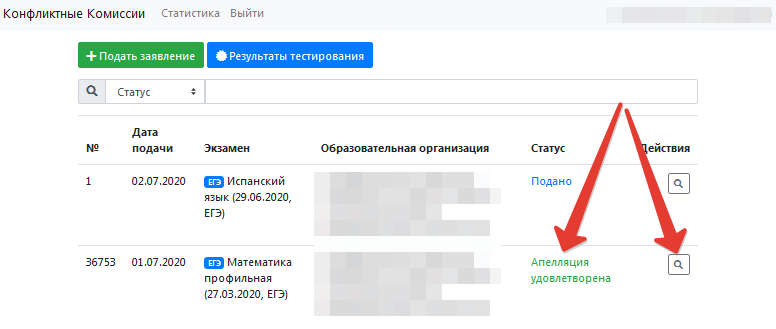 Конфликтные Комиссии Статистика Выйти
Подать заявление Результаты тестирования
Статус
№ Дата подачи Экзамен Образовательная организация Статус Действия
1 02.07.2020 ЕГЭ Испанский язык (29.06.2020, ЕГЭ) Подано
36753 01.07.2020 ЕГЭ Математика профильная (27.03.2020, ЕГЭ) Апелляция удовлетворена